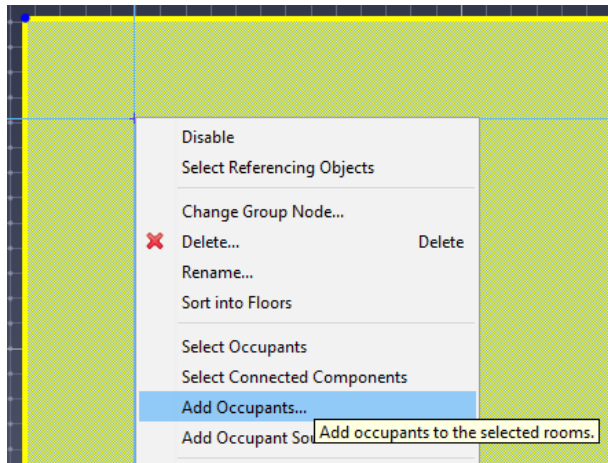 Disable
Select Referencing Objects
Change Group Node...
Delete... Delete
Rename...
Sort into Floors
Select Occupants
Select Connected Components
Add Occupants...
Add occupants to the selected rooms.
Add Occupant